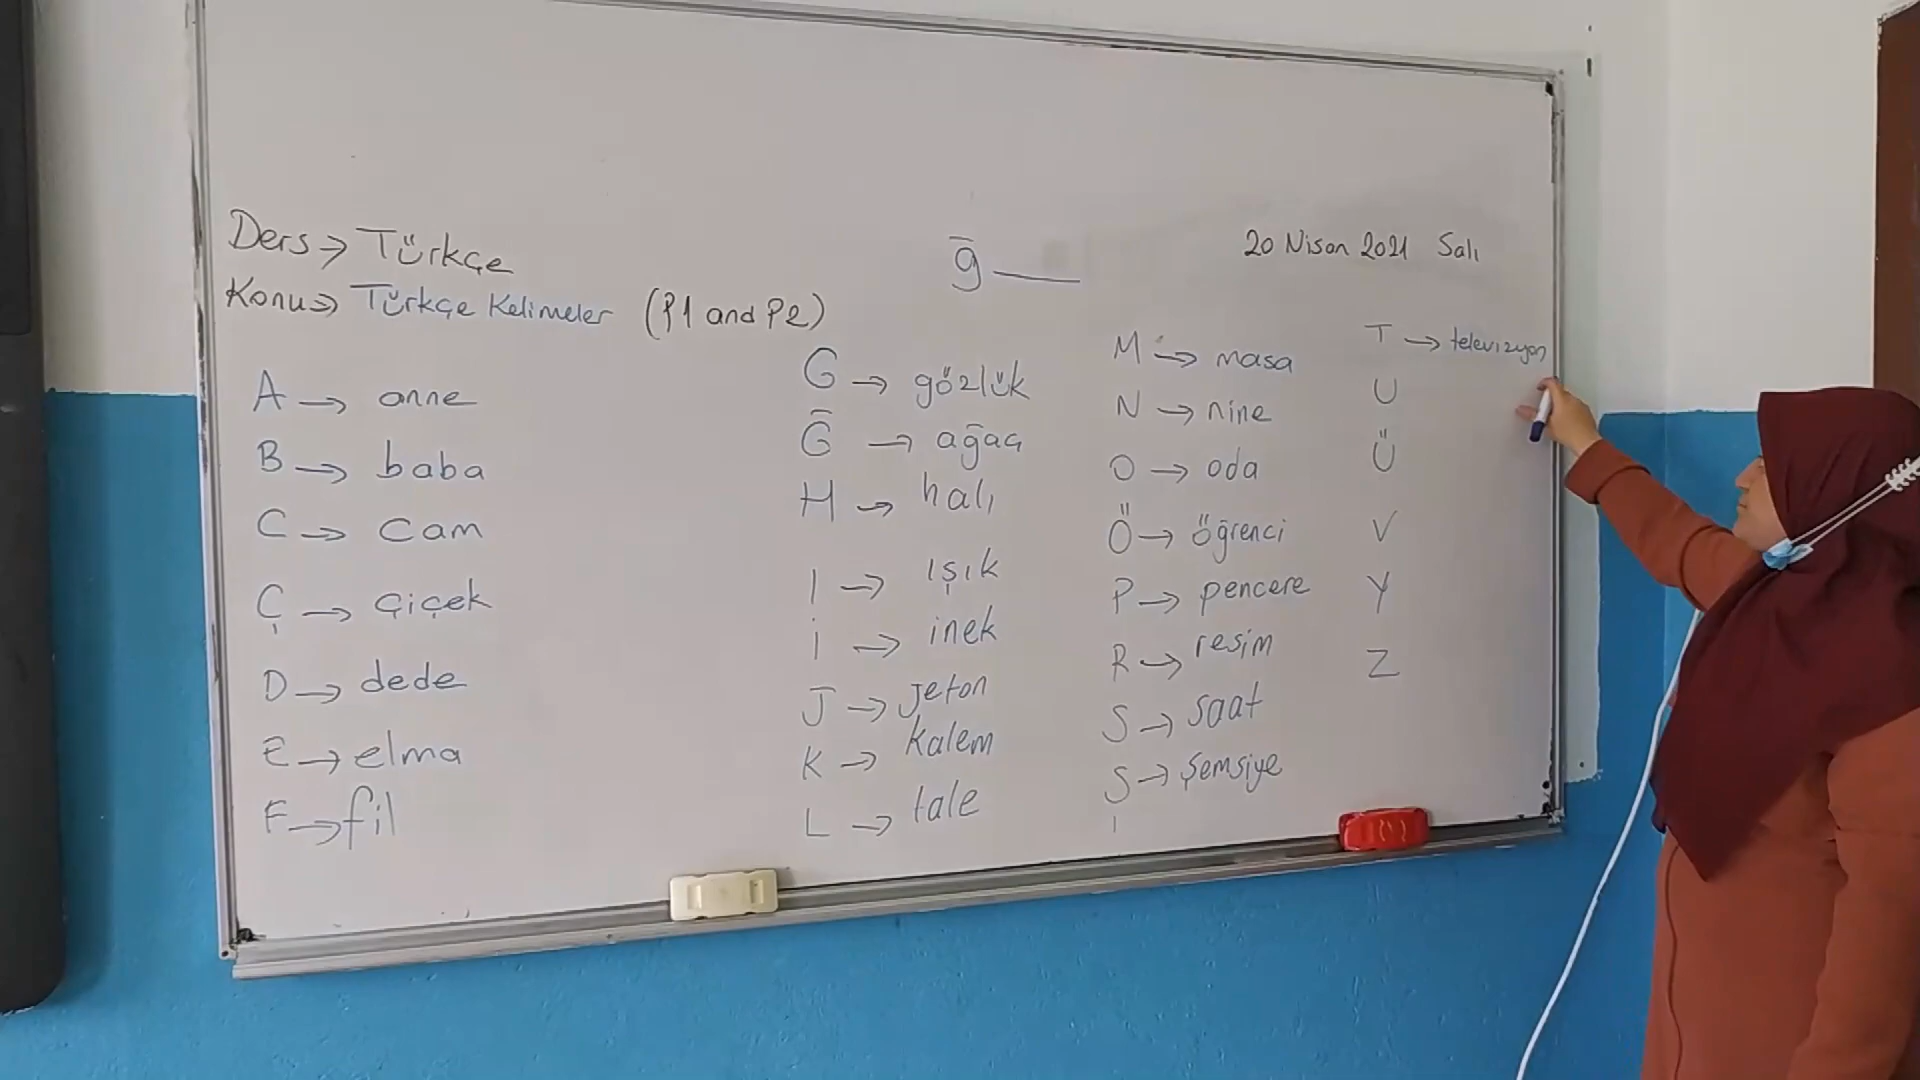 Ders → Türkçe
Konu → Türkçe Kelimeler (P1 and P2)
ğ
20 Nisan 2021 Salı
A → anne
B → baba
C → cam
Ç → çiçek
D → dede
E → elma
F → fil
G → gözlük
Ğ → ağaç
H → halı
I → ışık
İ → inek
J → jeton
K → kalem
L → lale
M → masa
N → nine
O → oda
Ö → öğrenci
P → pencere
R → resim
S → saat
Ş → şemsiye
T → televizyon
U
Ü
V
Y
Z